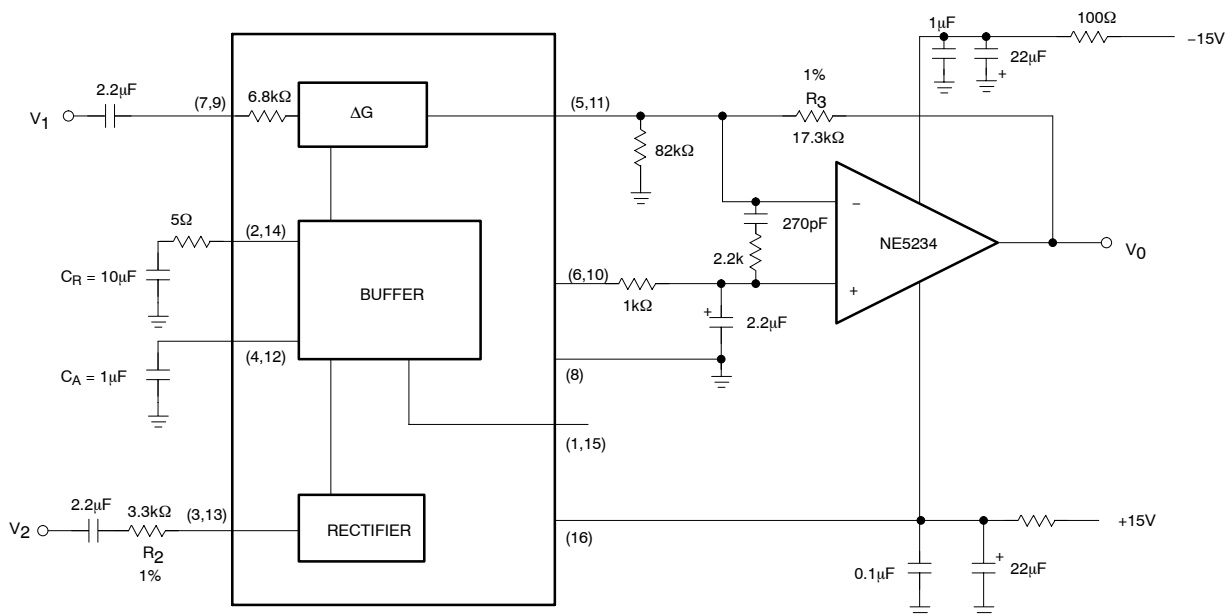 1μF
22μF
+
100Ω
–15V
V1
2.2μF
(7,9)
6.8kΩ
ΔG
(5,11)
1%
R3
17.3kΩ
82kΩ
5Ω
(2,14)
CR = 10μF
BUFFER
(4,12)
CA = 1μF
270pF
2.2k
(6,10)
1kΩ
+
2.2μF
–
+
NE5234
V0
(8)
(1,15)
V2
2.2μF
3.3kΩ
R2
1%
(3,13)
RECTIFIER
(16)
+15V
0.1μF
+
22μF